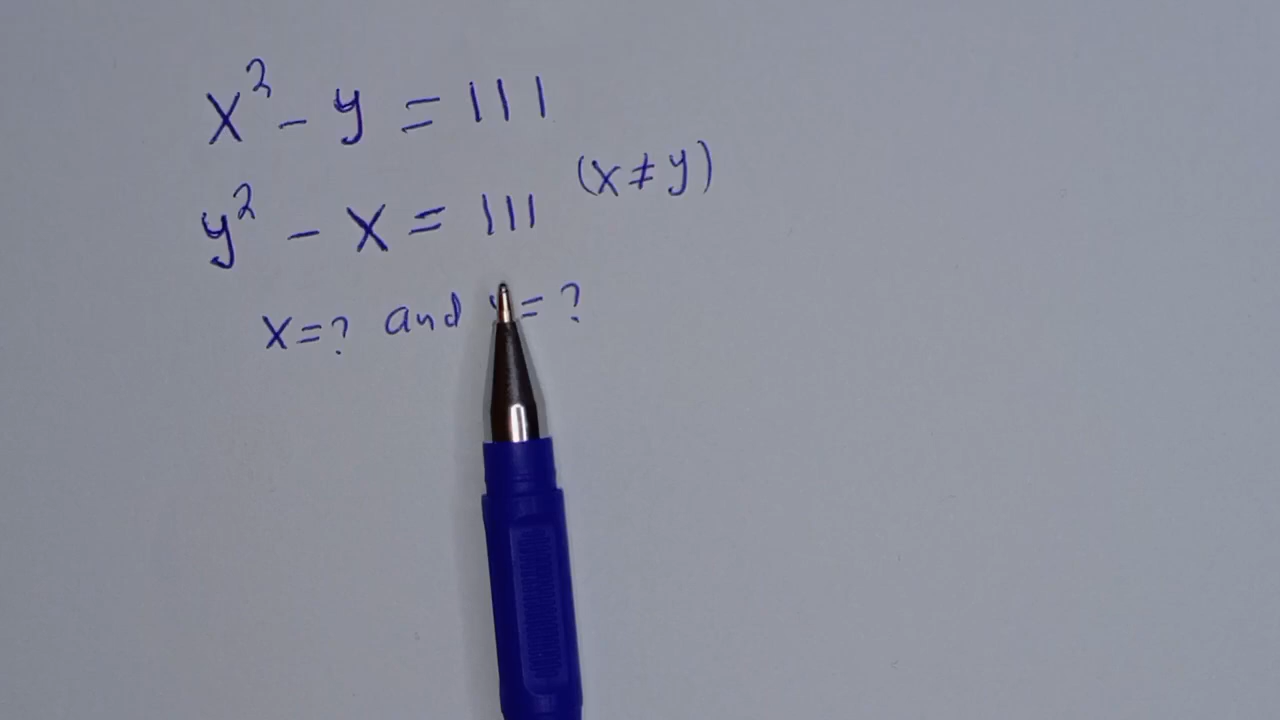 x² - y = 111
(x ≠ y)
y² - x = 111
x = ? and = ?